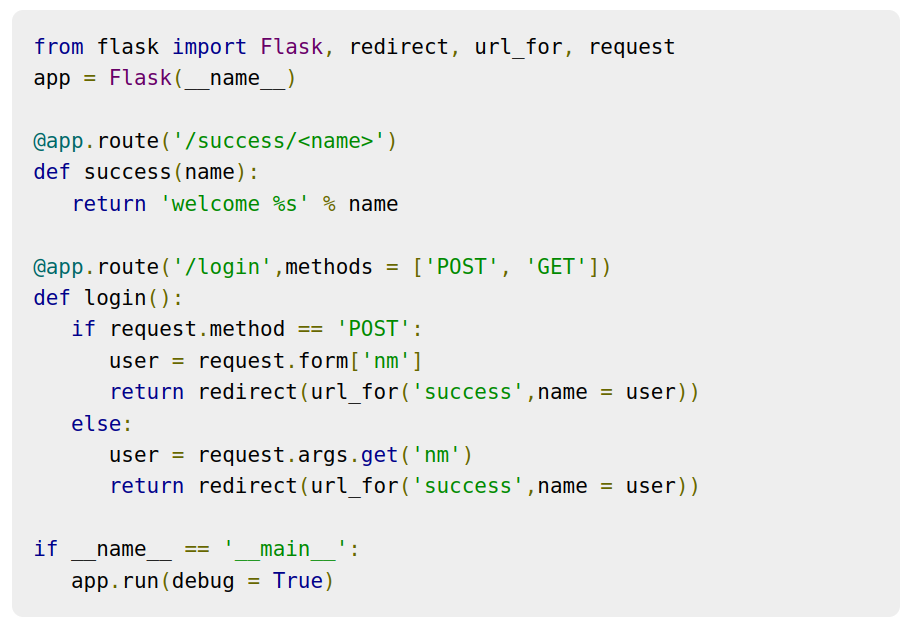 from flask import Flask, redirect, url_for, request
app = Flask(__name__)

@app.route('/success/<name>')
def success(name):
   return 'welcome %s' % name

@app.route('/login',methods = ['POST', 'GET'])
def login():
   if request.method == 'POST':
      user = request.form['nm']
      return redirect(url_for('success',name = user))
   else:
      user = request.args.get('nm')
      return redirect(url_for('success',name = user))

if __name__ == '__main__':
   app.run(debug = True)